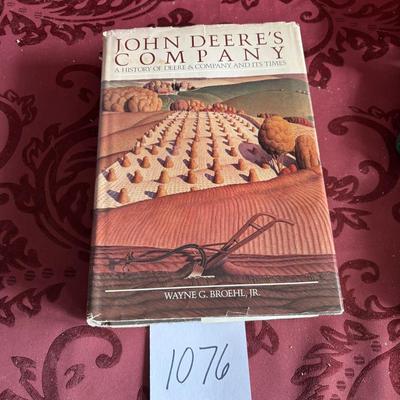 JOHN DEERE'S
COMPANY
A HISTORY OF DEERE & COMPANY AND ITS TIMES
WAYNE G. BROEHL, JR.
1076